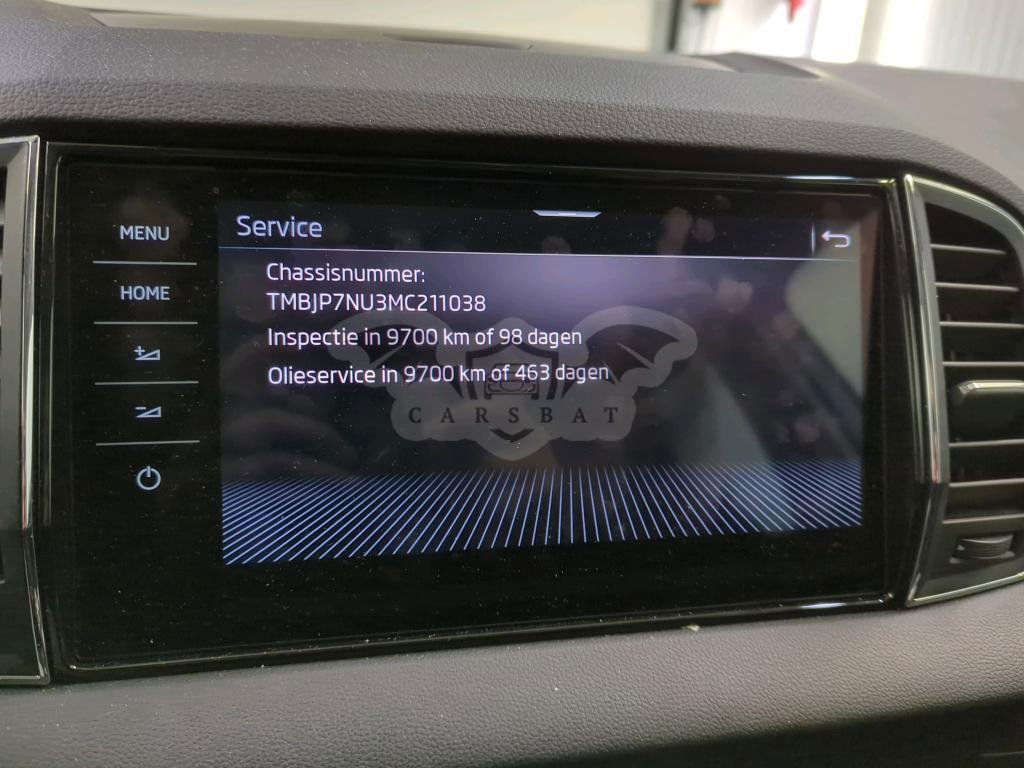 MENU
HOME
Service
Chassisnummer:
TMBJP7NU3MC211038
Inspectie in 9700 km of 98 dagen
Olieservice in 9700 km of 463 dagen
CARSBAT